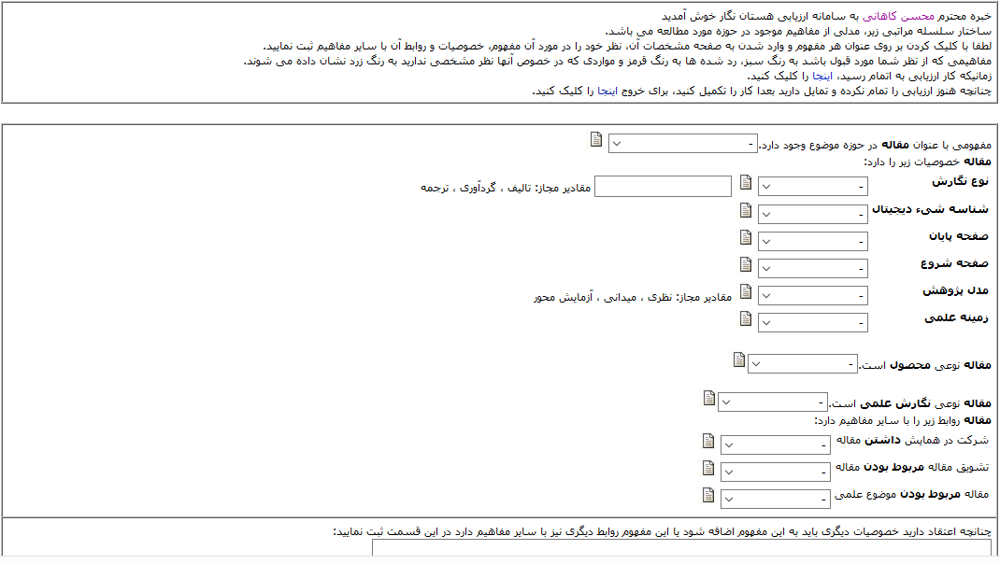 خبره محترم محسن کاهانی به سامانه ارزیابی هستان نگار خوش آمدید
ساختار سلسله مراتبی زیر، مدلی از مفاهیم موجود در حوزه مورد مطالعه می باشد.
لطفا با کلیک کردن بر روی عنوان هر مفهوم و وارد شدن به صفحه مشخصات آن، نظر خود را در مورد آن مفهوم، خصوصیات و روابط آن با سایر مفاهیم ثبت نمایید.
مفاهیمی که از نظر شما مورد قبول باشد به رنگ سبز، رد شده ها به رنگ قرمز و مواردی که در خصوص آنها نظر مشخصی ندارید به رنگ زرد نشان داده می شوند.
زمانیکه کار ارزیابی به اتمام رسید، اینجا را کلیک کنید.
چنانچه هنوز ارزیابی را تمام نکرده و تمایل دارید بعدا کار را تکمیل کنید، برای خروج اینجا را کلیک کنید.
مفهومی با عنوان مقاله در حوزه موضوع وجود دارد. -
مقاله خصوصیات زیر را دارد:
نوع نگارش - مقادیر مجاز: تالیف ، گردآوری ، ترجمه
شناسه شیء دیجیتال -
صفحه پایان -
صفحه شروع -
مدل پژوهش - مقادیر مجاز: نظری ، میدانی ، آزمایش محور
زمینه علمی -
مقاله نوعی محصول است. -
مقاله نوعی نگارش علمی است. -
مقاله روابط زیر را با سایر مفاهیم دارد:
شرکت در همایش داشتن مقاله -
تشویق مقاله مربوط بودن مقاله -
مقاله مربوط بودن موضوع علمی -
چنانچه اعتقاد دارید خصوصیات دیگری باید به این مفهوم اضافه شود یا این مفهوم روابط دیگری نیز با سایر مفاهیم دارد در این قسمت ثبت نمایید: